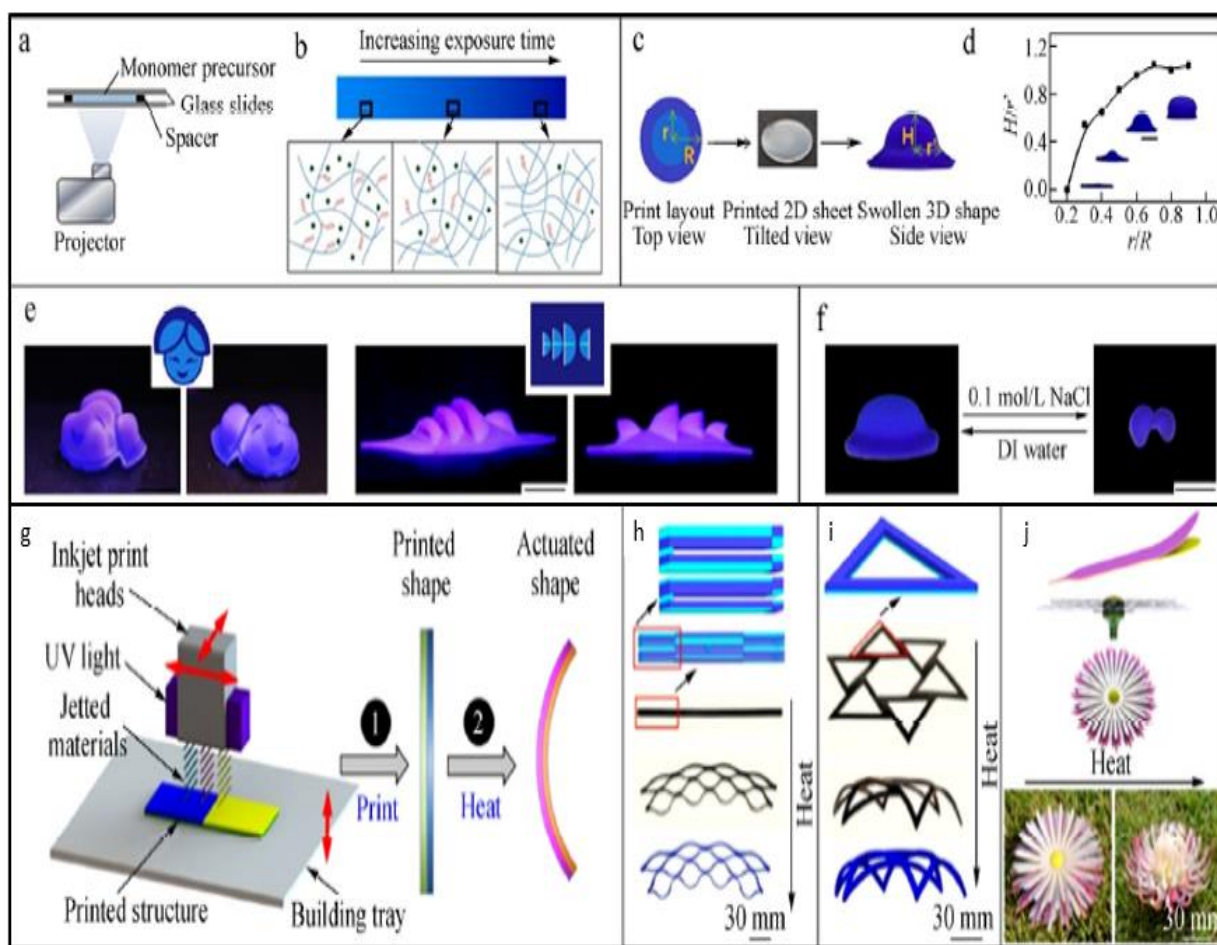 a
Monomer precursor
Glass slides
Spacer
Projector
b
Increasing exposure time
c
r
R
H
r'
Print layout
Top view
Printed 2D sheet
Tilted view
Swollen 3D shape
Side view
d
H/r'
1.2
0.8
0.4
0.0
0.2 0.4 0.6 0.8 1.0
r/R
e
f
0.1 mol/L NaCl
DI water
g
Inkjet print
heads
UV light
Jetted
materials
Printed structure
Building tray
1
Print
Printed
shape
2
Heat
Actuated
shape
h
Heat
30 mm
i
Heat
30 mm
j
Heat
30 mm